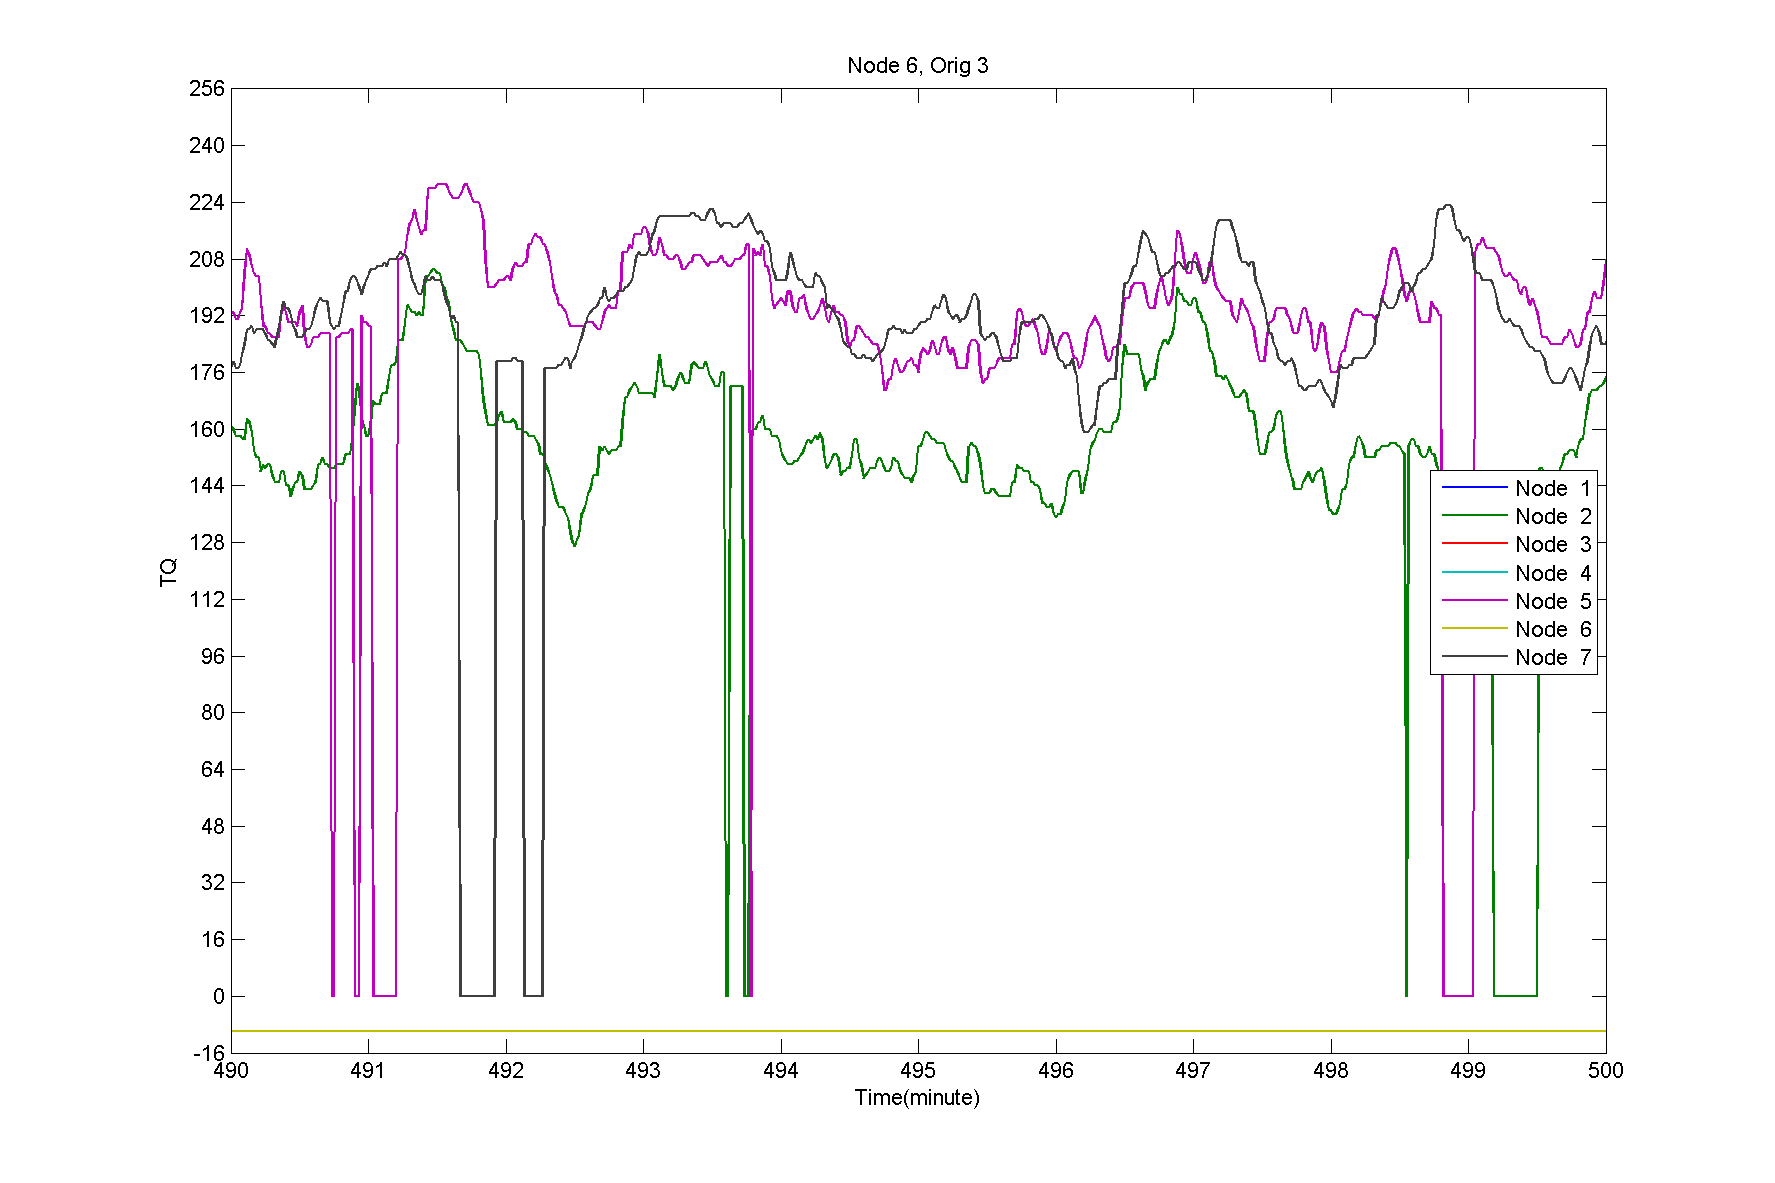 Node 6, Orig 3
256
240
224
208
192
176
160
144
128
112
96
80
64
48
32
16
0
-16
TQ
Node 1
Node 2
Node 3
Node 4
Node 5
Node 6
Node 7
490 491 492 493 494 495 496 497 498 499 500
Time(minute)